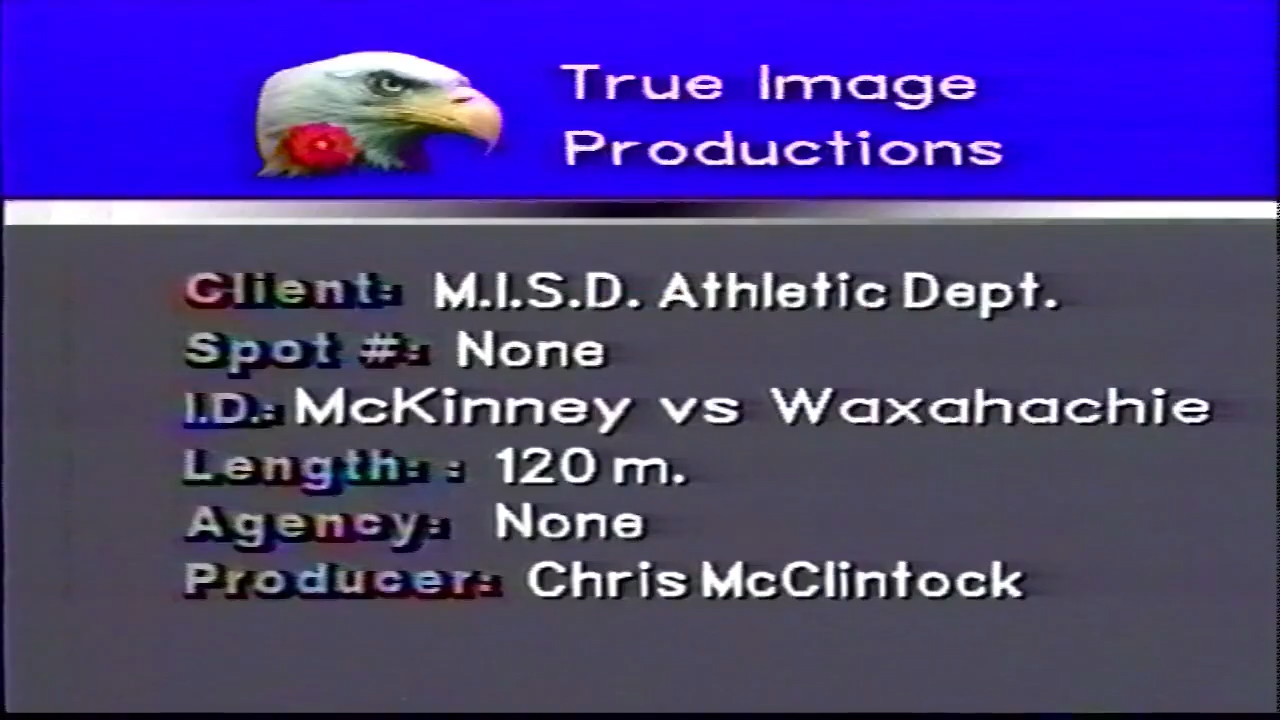 True Image
Productions
Client: M.I.S.D. Athletic Dept.
Spot #: None
I.D.: McKinney vs Waxahachie
Length: : 120 m.
Agency: None
Producer: Chris McClintock